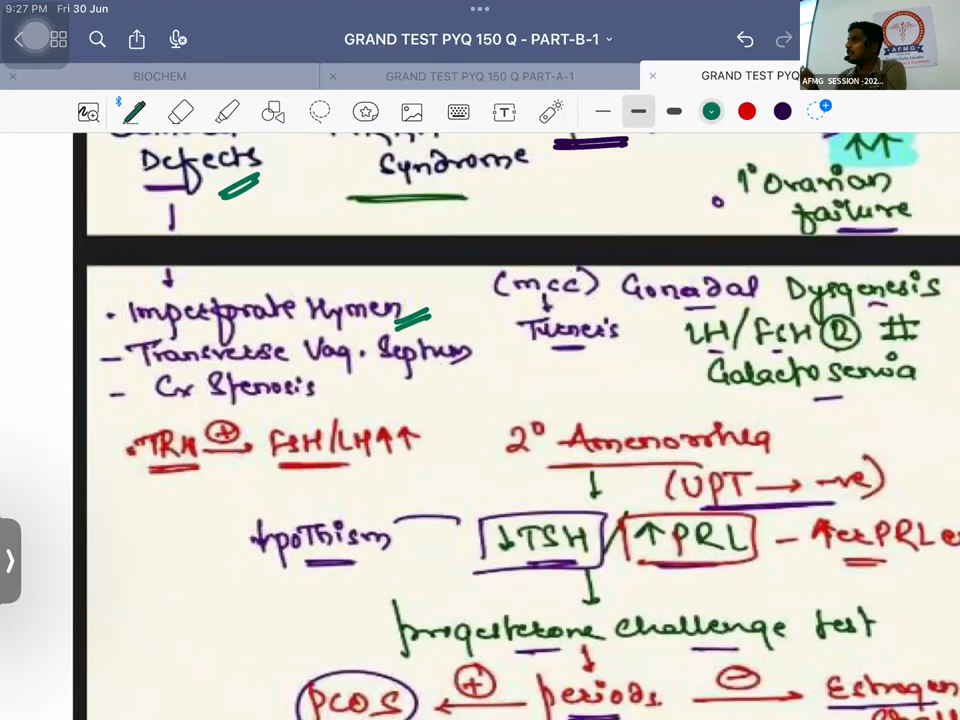 9:27 PM Fri 30 Jun
GRAND TEST PYQ 150 Q - PART-B-1
BIOCHEM
GRAND TEST PYQ 150 Q PART-A-1
GRAND TEST PYQ
AFMG
AFMG SESSION -202...
Defects
Syndrome
↑↑
1° Ovarian
failure
↓
• Imperforate Hymen
- Transverse Vag. Septum
- Cx Stenosis
(mcc) Gonadal Dysgenesis
↓
Turner's
LH/FSH Ⓡ #
Galactosemia
• TRH ⊕→ FSH/LH↑↑
2° Amenorrhea
↓
(UPT → -ve)
↓TSH / ↑PRL
↓
progesterone challenge test
↓
PCOS ← ⊕ periods ⊖ → Estrogen